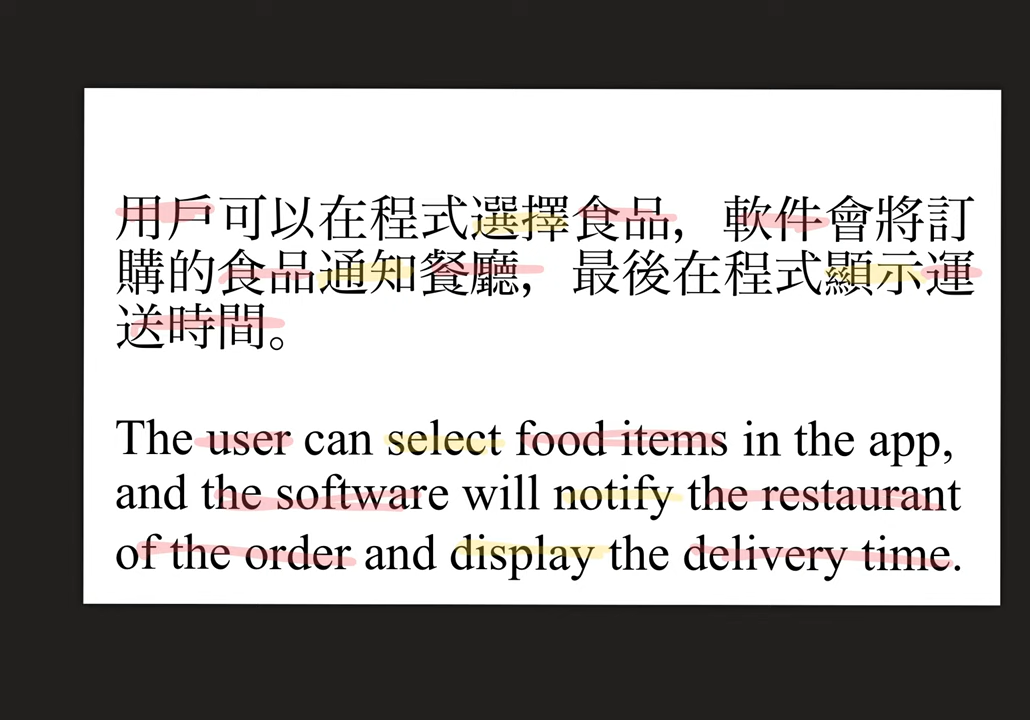 用戶可以在程式選擇食品，軟件會將訂
購的食品通知餐廳，最後在程式顯示運
送時間。
The user can select food items in the app,
and the software will notify the restaurant
of the order and display the delivery time.